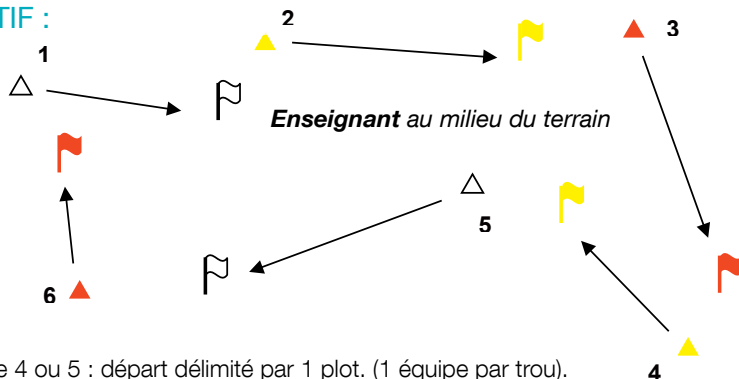 TIF :
2
3
1
Enseignant au milieu du terrain
5
6
e 4 ou 5 : départ délimité par 1 plot. (1 équipe par trou).
4